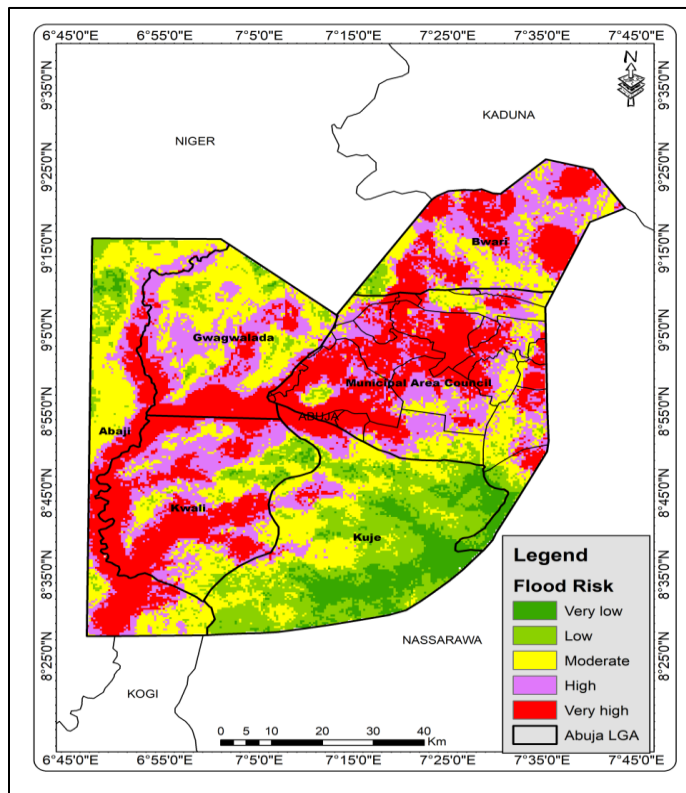 6°45'0"E 6°55'0"E 7°5'0"E 7°15'0"E 7°25'0"E 7°35'0"E 7°45'0"E
N
9°35'0"N 9°35'0"N
KADUNA
NIGER
9°25'0"N 9°25'0"N
Bwari
9°15'0"N 9°15'0"N
Gwagwalada
9°5'0"N 9°5'0"N
Municipal Area Council
ABUJA
8°55'0"N 8°55'0"N
Abaji
8°45'0"N 8°45'0"N
Kwali
Kuje
8°35'0"N 8°35'0"N
Legend
Flood Risk
Very low
Low
Moderate
High
Very high
Abuja LGA
NASSARAWA
8°25'0"N 8°25'0"N
KOGI
0 5 10 20 30 40
Km
6°45'0"E 6°55'0"E 7°5'0"E 7°15'0"E 7°25'0"E 7°35'0"E 7°45'0"E